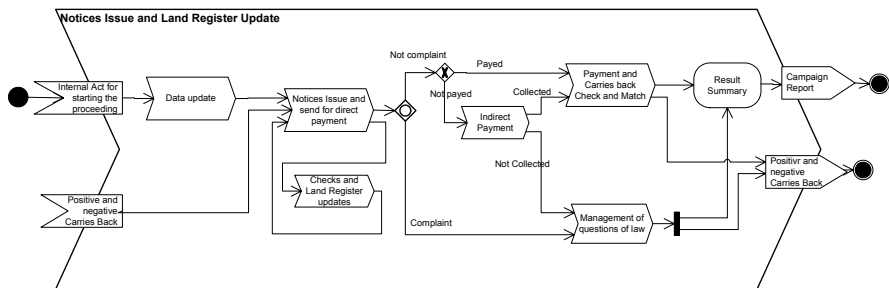 Notices Issue and Land Register Update
Not complaint
Payed
Internal Act for
starting the
proceeding
Data update
Notices Issue and
send for direct
payment
Payment and
Carries back
Check and Match
Result
Summary
Campaign
Report
Not payed
Collected
Indirect
Payment
Not Collected
Positivr and
negative
Carries Back
Checks and
Land Register
updates
Positive and
negative
Carries Back
Complaint
Management of
questions of law